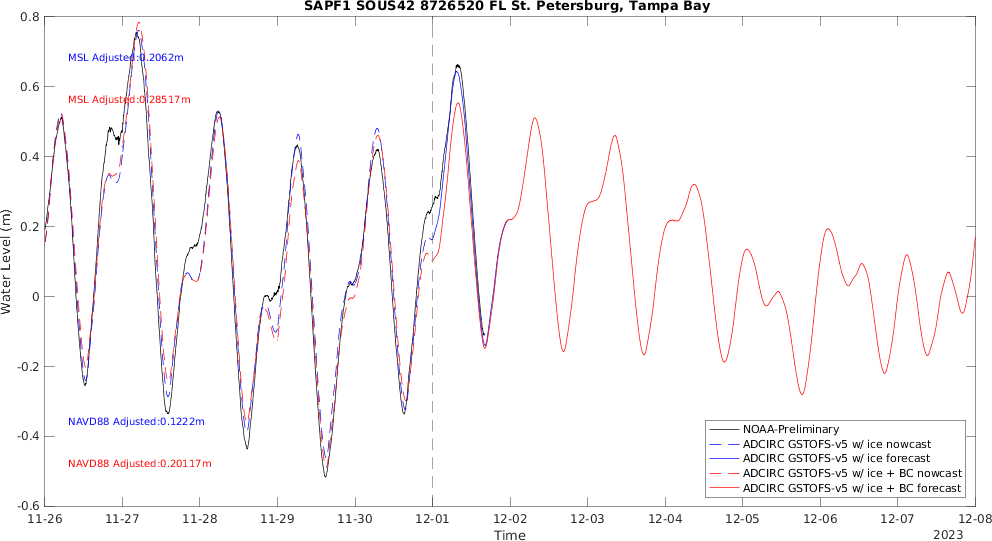 SAPF1 SOUS42 8726520 FL St. Petersburg, Tampa Bay
0.8
0.6
0.4
0.2
0
-0.2
-0.4
-0.6
Water Level (m)
MSL Adjusted:0.2062m
MSL Adjusted:0.28517m
NAVD88 Adjusted:0.1222m
NAVD88 Adjusted:0.20117m
NOAA-Preliminary
ADCIRC GSTOFS-v5 w/ ice nowcast
ADCIRC GSTOFS-v5 w/ ice forecast
ADCIRC GSTOFS-v5 w/ ice + BC nowcast
ADCIRC GSTOFS-v5 w/ ice + BC forecast
11-26 11-27 11-28 11-29 11-30 12-01 12-02 12-03 12-04 12-05 12-06 12-07 12-08
Time
2023